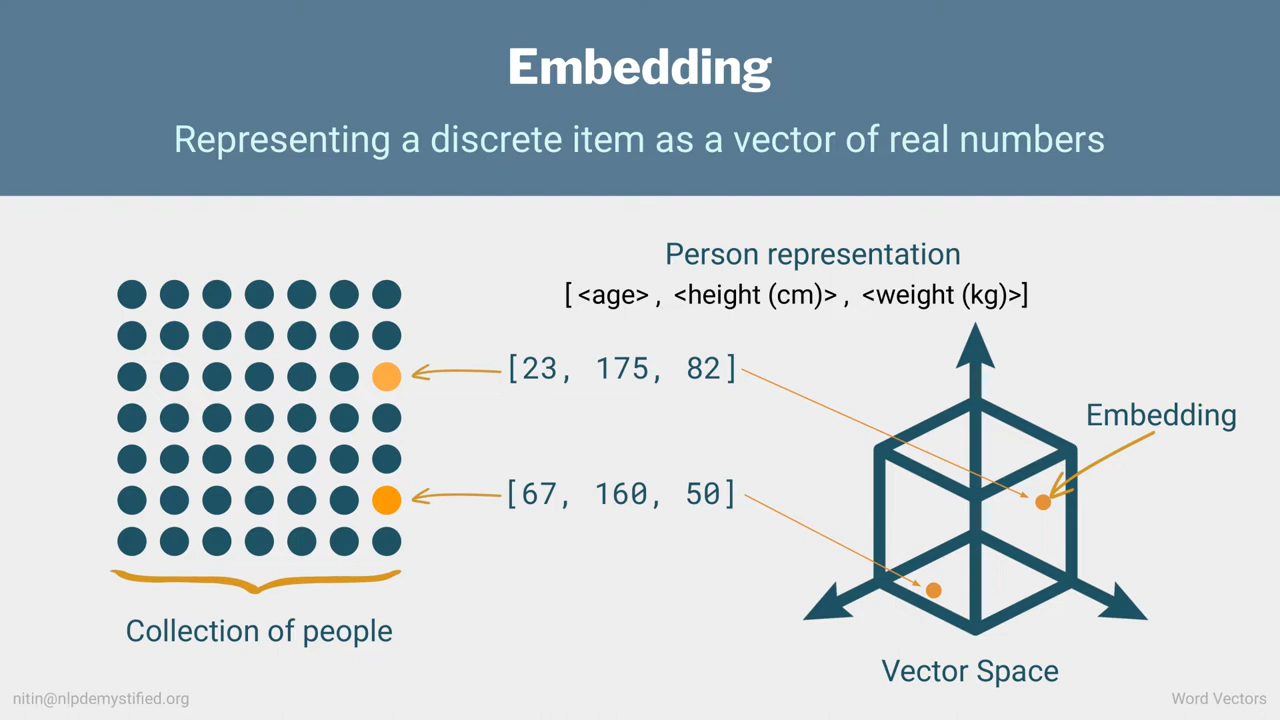 Embedding
Representing a discrete item as a vector of real numbers
Person representation
[ <age> , <height (cm)> , <weight (kg)>]
[23, 175, 82]
Embedding
[67, 160, 50]
Collection of people
Vector Space
nitin@nlpdemystified.org
Word Vectors